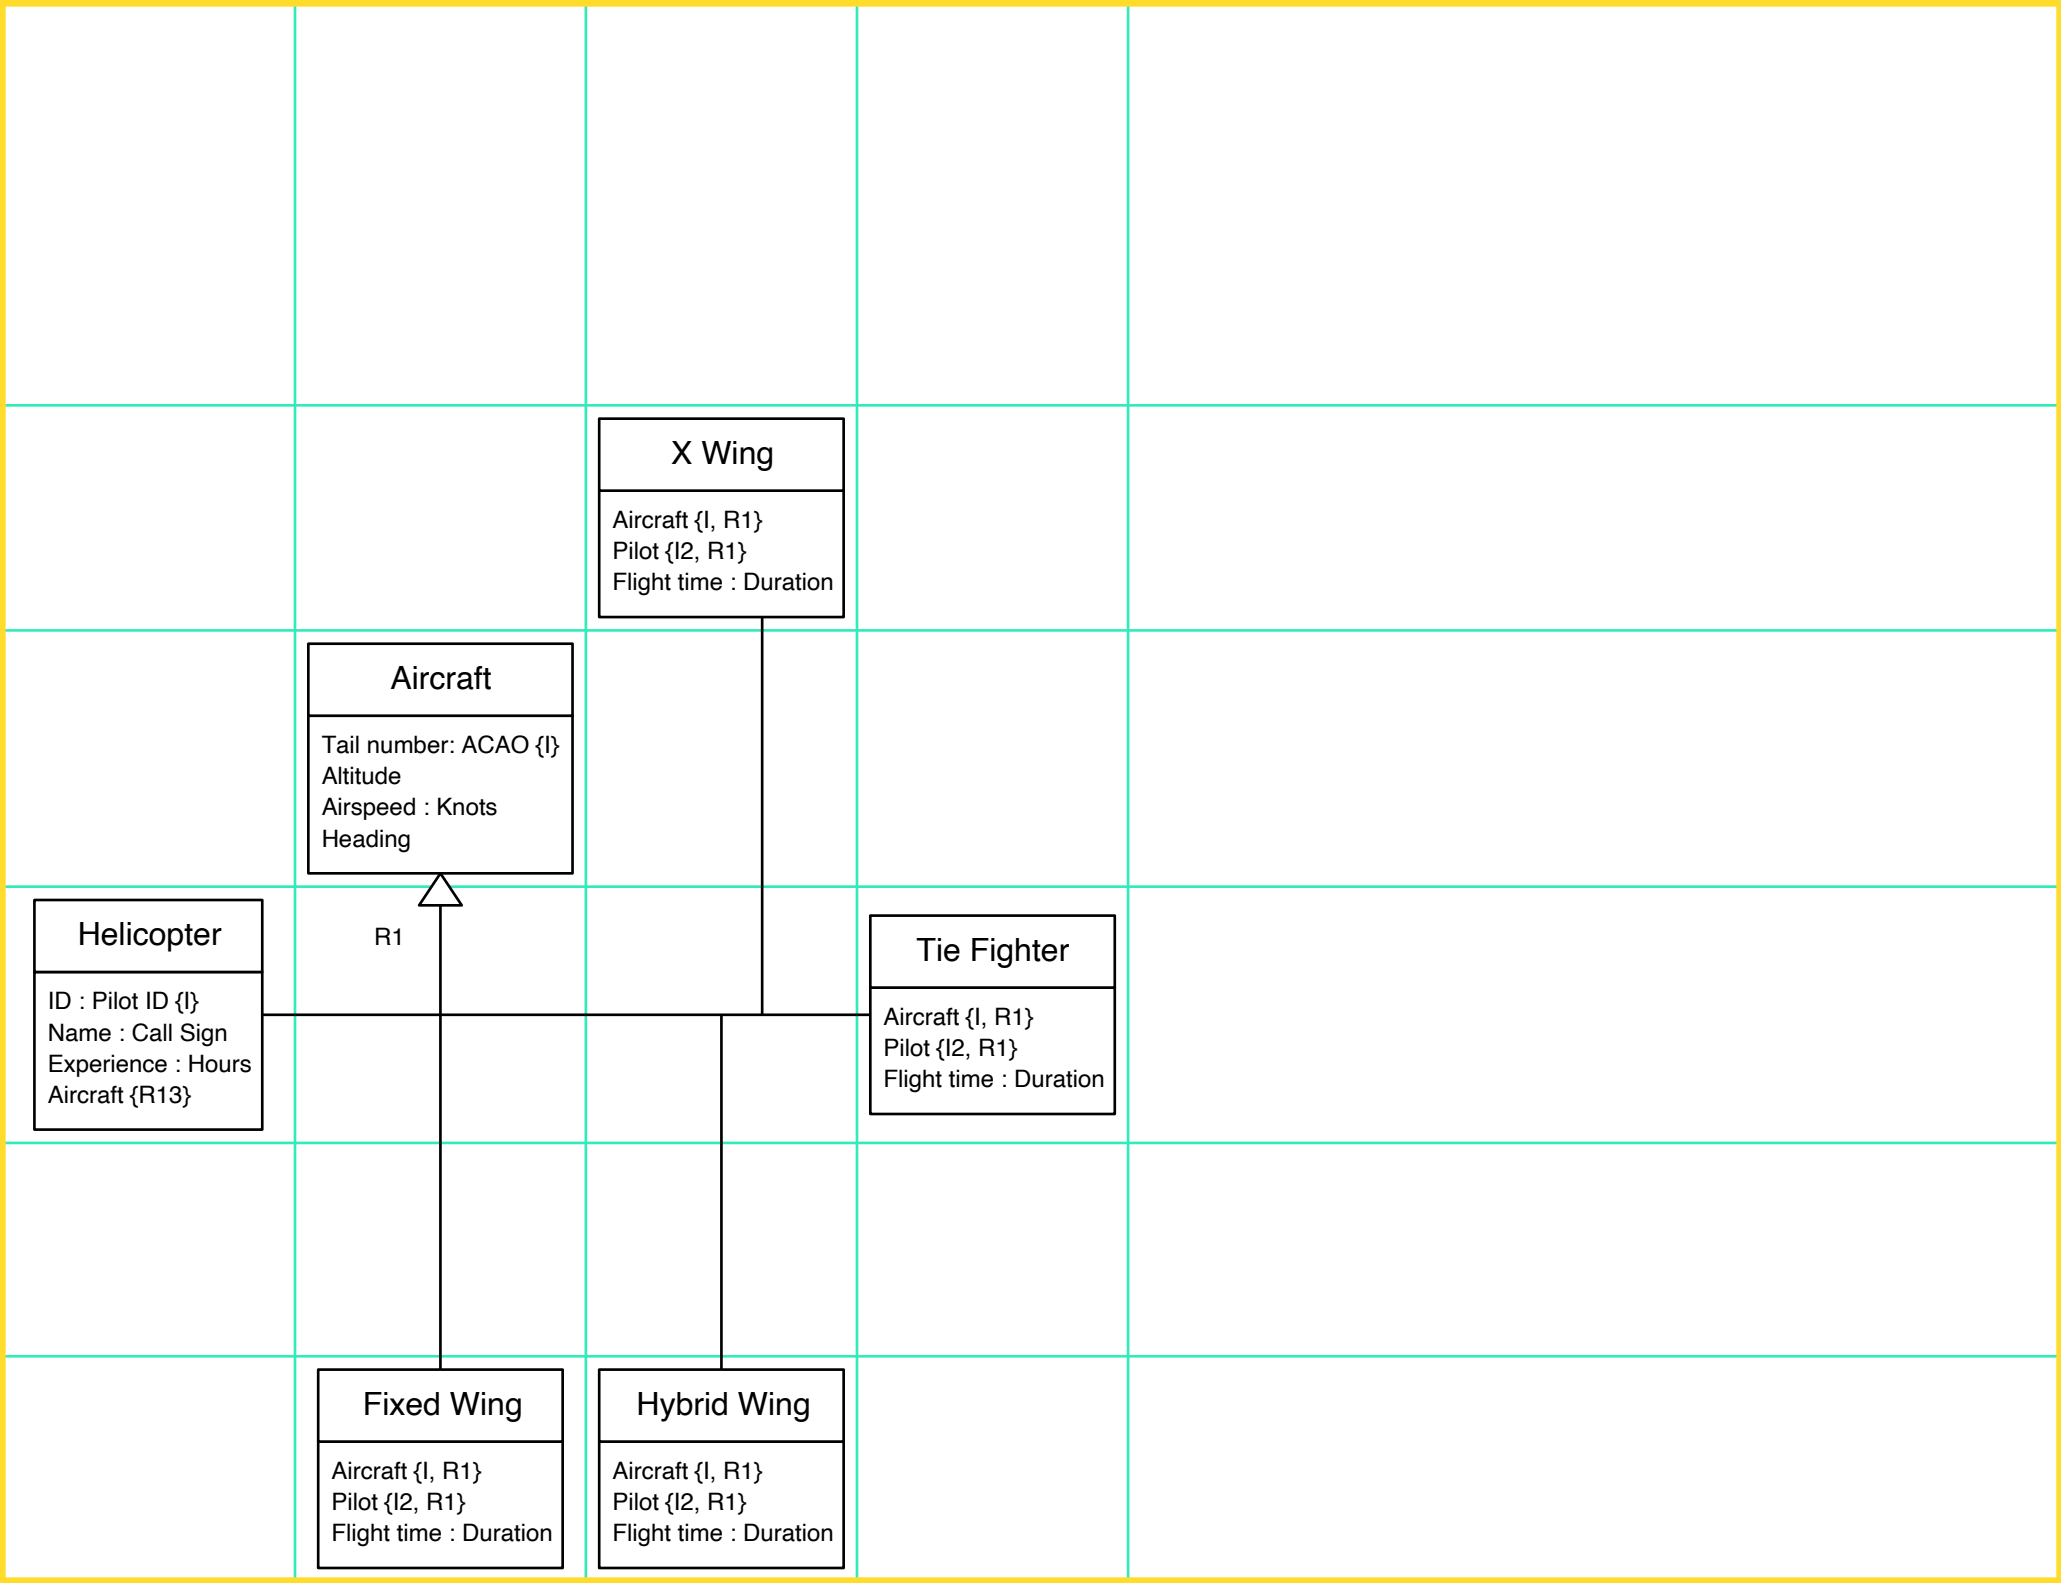 X Wing
Aircraft {I, R1}
Pilot {I2, R1}
Flight time : Duration
Aircraft
Tail number: ACAO {I}
Altitude
Airspeed : Knots
Heading
R1
Helicopter
ID : Pilot ID {I}
Name : Call Sign
Experience : Hours
Aircraft {R13}
Tie Fighter
Aircraft {I, R1}
Pilot {I2, R1}
Flight time : Duration
Fixed Wing
Aircraft {I, R1}
Pilot {I2, R1}
Flight time : Duration
Hybrid Wing
Aircraft {I, R1}
Pilot {I2, R1}
Flight time : Duration